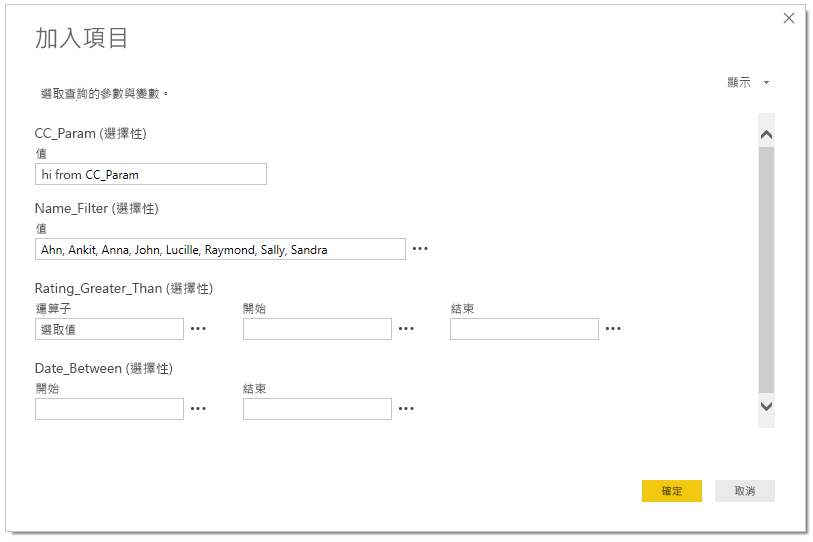 加入項目
顯示
選取查詢的參數與變數。
CC_Param (選擇性)
值
hi from CC_Param
Name_Filter (選擇性)
值
Ahn, Ankit, Anna, John, Lucille, Raymond, Sally, Sandra
Rating_Greater_Than (選擇性)
運算子 開始 結束
選取值
Date_Between (選擇性)
開始 結束
確定 取消